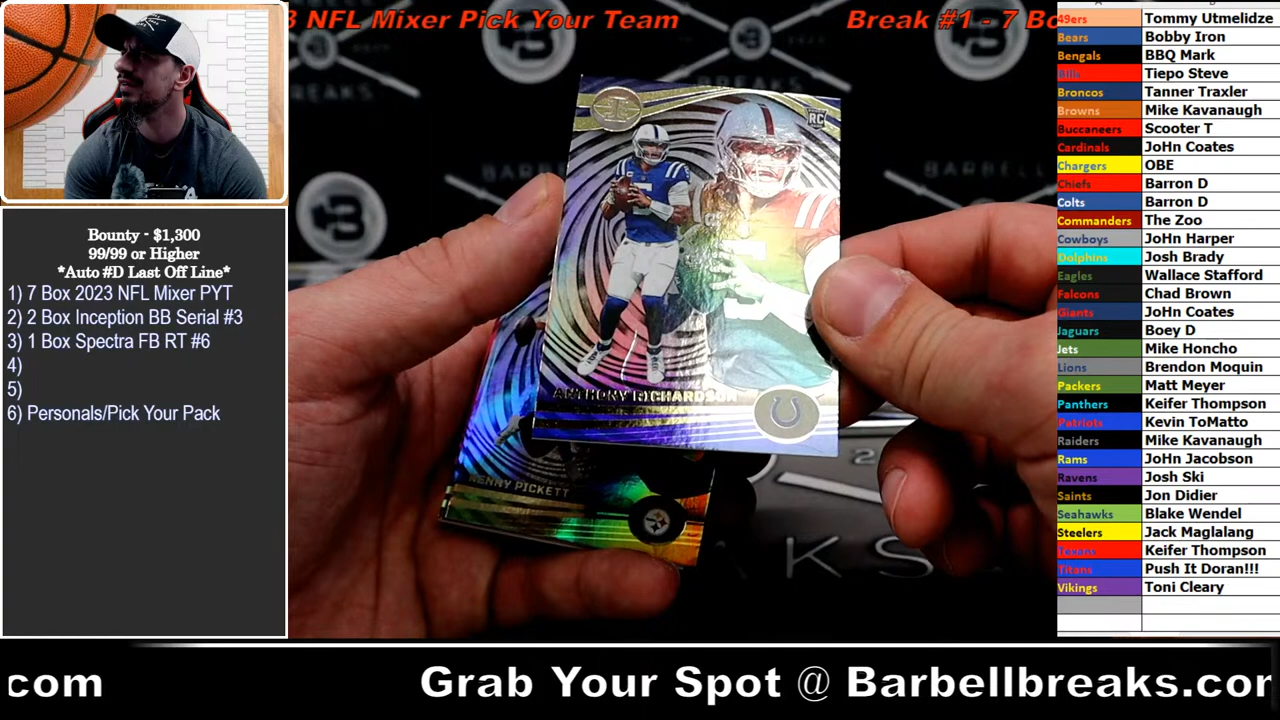 3 NFL Mixer Pick Your Team
Break #1 - 7 Bo
Bounty - $1,300
99/99 or Higher
*Auto #D Last Off Line*
1) 7 Box 2023 NFL Mixer PYT
2) 2 Box Inception BB Serial #3
3) 1 Box Spectra FB RT #6
4)
5)
6) Personals/Pick Your Pack
RC
ANTHONY RICHARDSON
ENNY PICKETT
BARBELL
BREAKS
49ers Tommy Utmelidze
Bears Bobby Iron
Bengals BBQ Mark
Bills Tiepo Steve
Broncos Tanner Traxler
Browns Mike Kavanaugh
Buccaneers Scooter T
Cardinals JoHn Coates
Chargers OBE
Chiefs Barron D
Colts Barron D
Commanders The Zoo
Cowboys JoHn Harper
Dolphins Josh Brady
Eagles Wallace Stafford
Falcons Chad Brown
Giants JoHn Coates
Jaguars Boey D
Jets Mike Honcho
Lions Brendon Moquin
Packers Matt Meyer
Panthers Keifer Thompson
Patriots Kevin ToMatto
Raiders Mike Kavanaugh
Rams JoHn Jacobson
Ravens Josh Ski
Saints Jon Didier
Seahawks Blake Wendel
Steelers Jack Maglalang
Texans Keifer Thompson
Titans Push It Doran!!!
Vikings Toni Cleary
com
Grab Your Spot @ Barbellbreaks.com